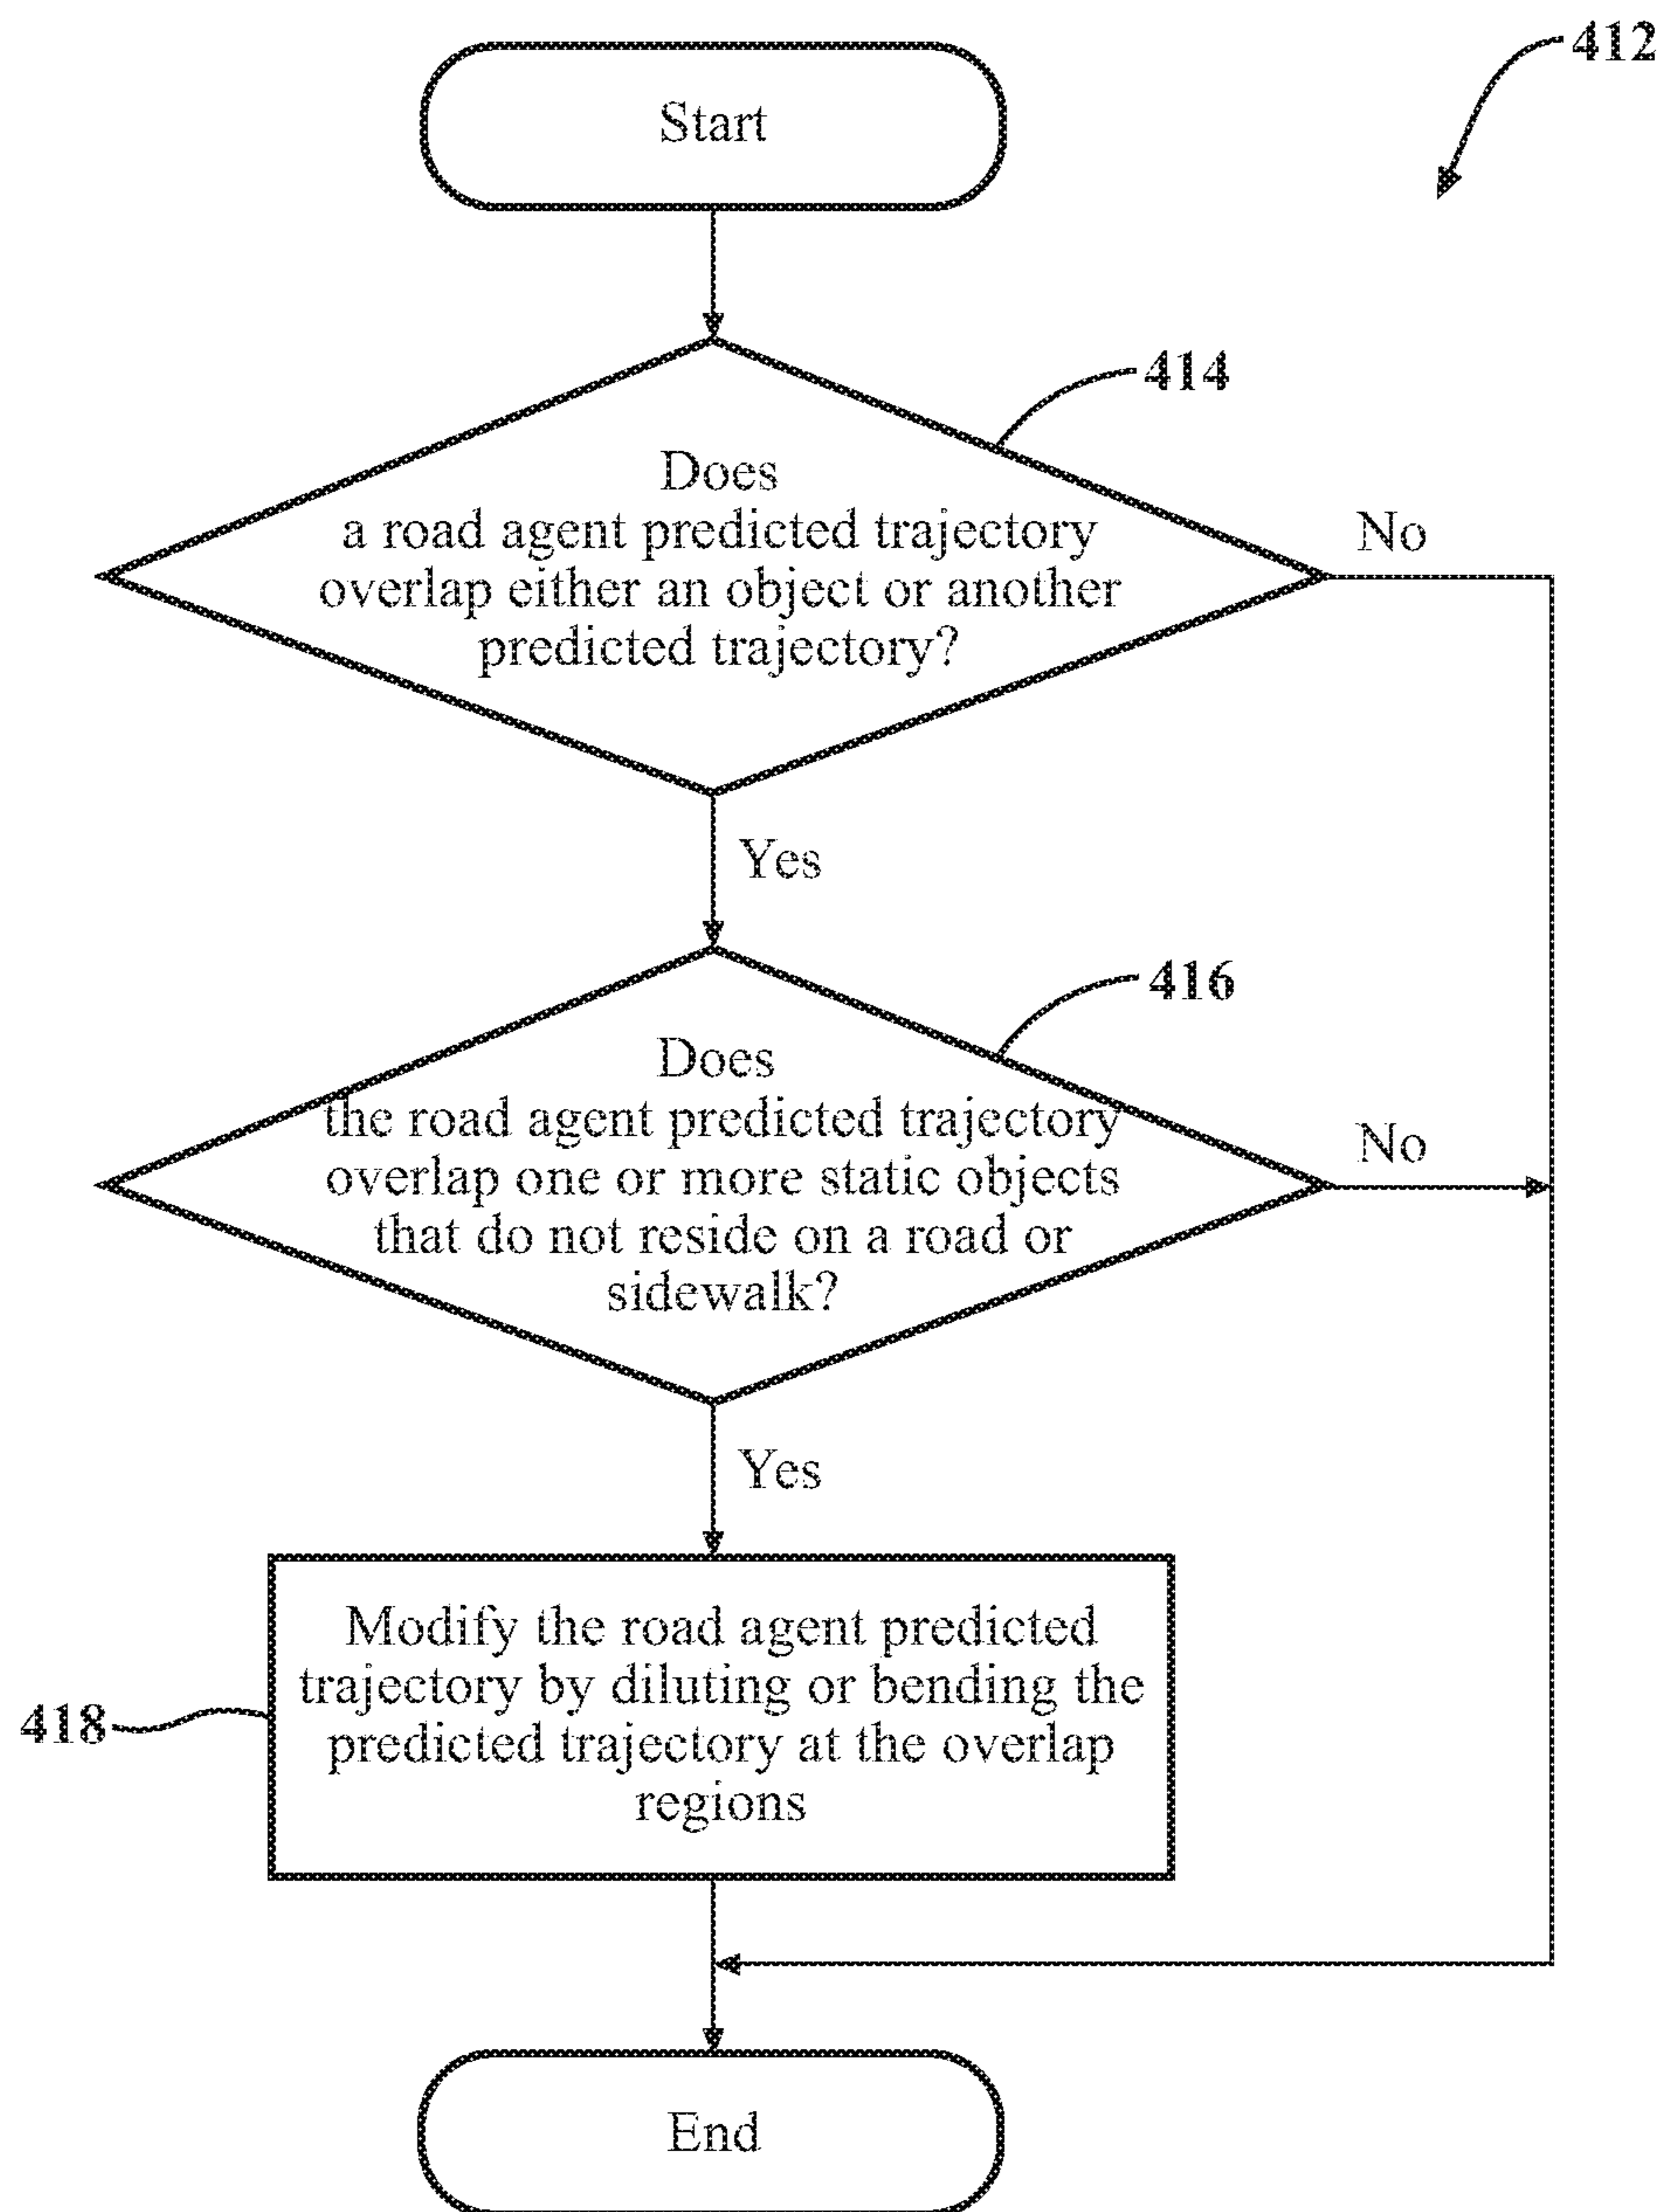 412
Start
414
Does
a road agent predicted trajectory
overlap either an object or another
predicted trajectory?
No
Yes
416
Does
the road agent predicted trajectory
overlap one or more static objects
that do not reside on a road or
sidewalk?
No
Yes
418
Modify the road agent predicted
trajectory by diluting or bending the
predicted trajectory at the overlap
regions
End